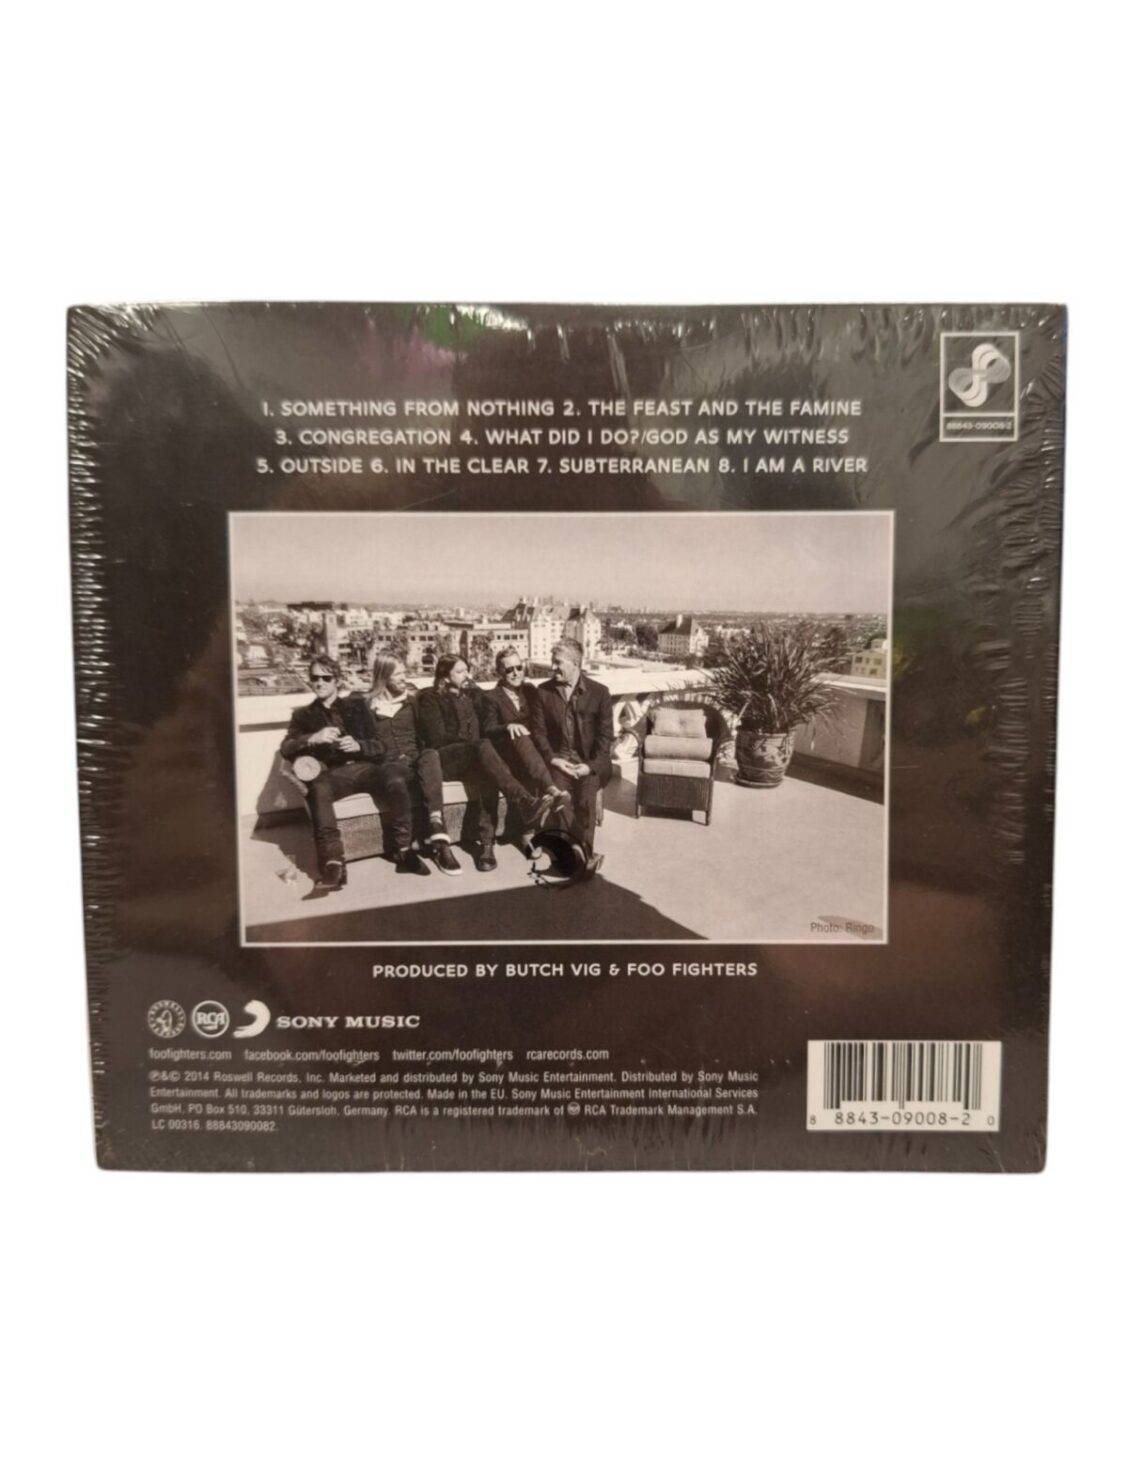 1. SOMETHING FROM NOTHING 2. THE FEAST AND THE FAMINE
3. CONGREGATION 4. WHAT DID I DO?/GOD AS MY WITNESS
5. OUTSIDE 6. IN THE CLEAR 7. SUBTERRANEAN 8. I AM A RIVER
88843-09008-2
Photo: Ringo
PRODUCED BY BUTCH VIG & FOO FIGHTERS
RCA SONY MUSIC
foofighters.com facebook.com/foofighters twitter.com/foofighters rcarecords.com
℗&© 2014 Roswell Records, Inc. Marketed and distributed by Sony Music Entertainment. Distributed by Sony Music
Entertainment. All trademarks and logos are protected. Made in the EU. Sony Music Entertainment International Services
GmbH, PO Box 510, 33311 Gütersloh, Germany. RCA is a registered trademark of RCA Trademark Management S.A.
LC 00316. 88843090082.
8 8843-09008-2 0